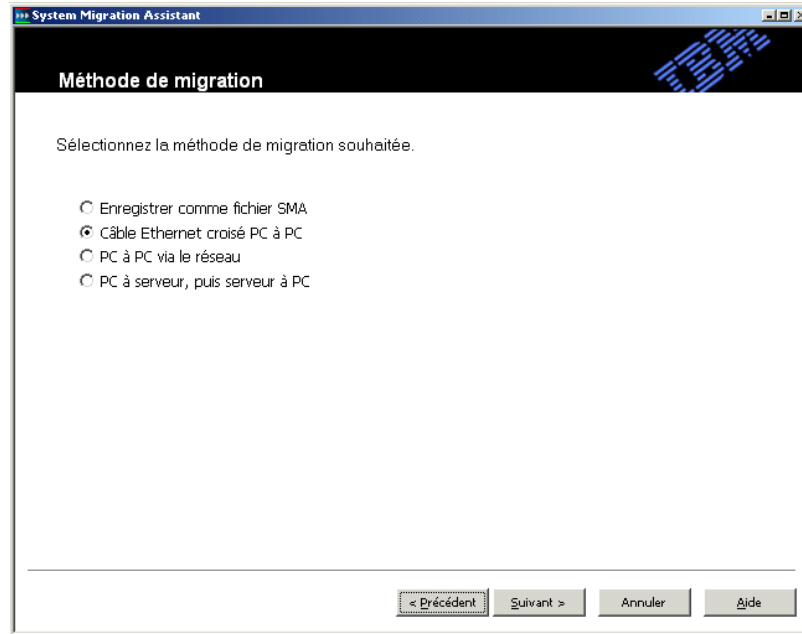 System Migration Assistant
IBM
Méthode de migration
Sélectionnez la méthode de migration souhaitée.
Enregistrer comme fichier SMA
Câble Ethernet croisé PC à PC
PC à PC via le réseau
PC à serveur, puis serveur à PC
< Précédent Suivant > Annuler Aide